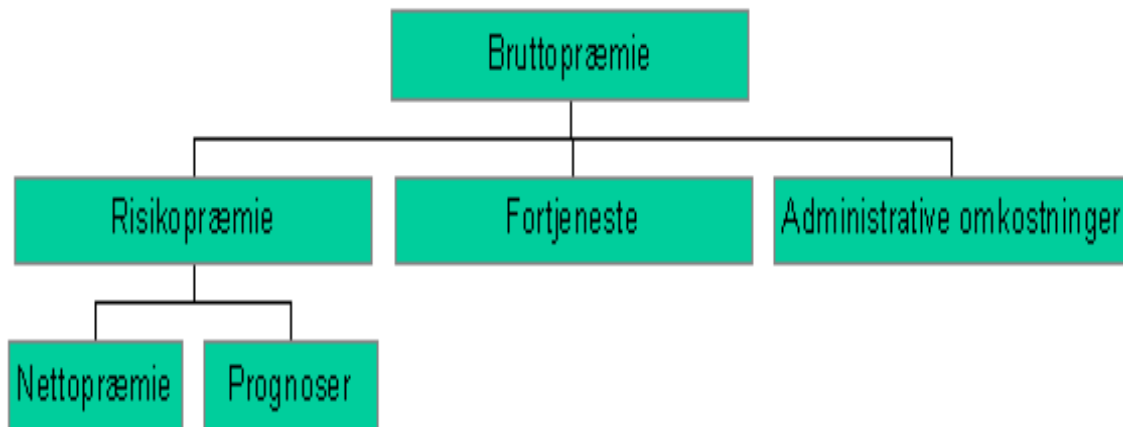 Bruttopræmie
Risikopræmie
Fortjeneste
Administrative omkostninger
Nettopræmie
Prognoser